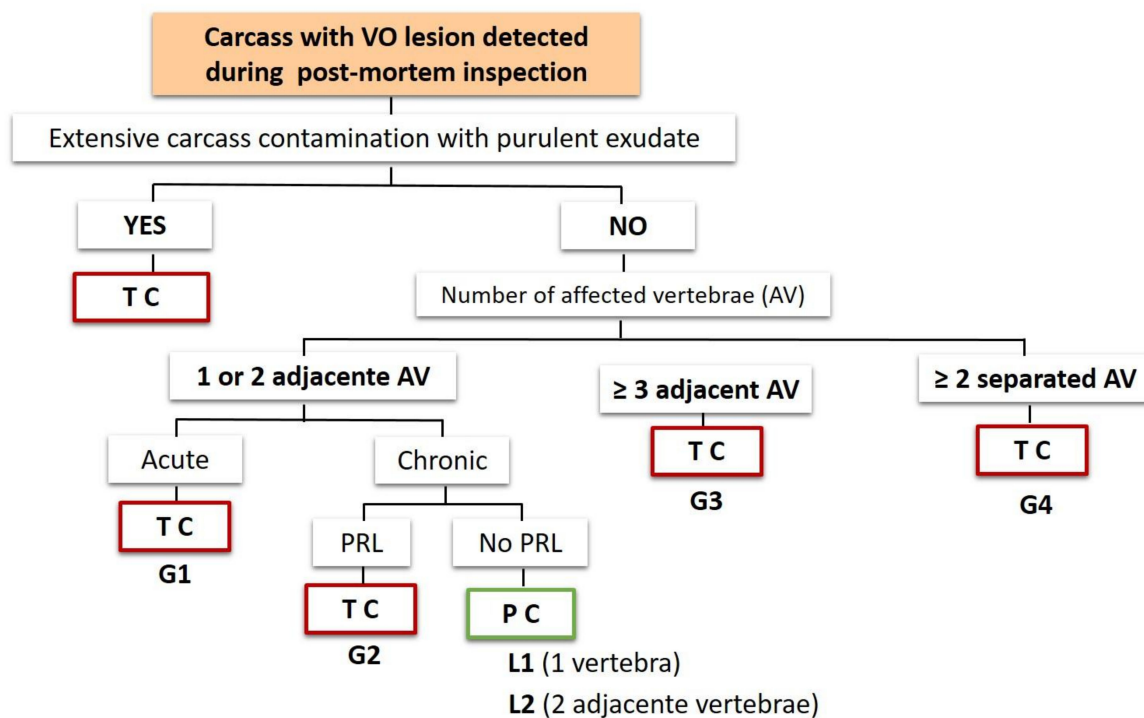 Carcass with VO lesion detected
during post-mortem inspection
Extensive carcass contamination with purulent exudate
YES
NO
T C
Number of affected vertebrae (AV)
1 or 2 adjacente AV
≥ 3 adjacent AV
≥ 2 separated AV
Acute
Chronic
T C
T C
T C
G3
G4
PRL
No PRL
G1
T C
P C
G2
L1 (1 vertebra)
L2 (2 adjacente vertebrae)